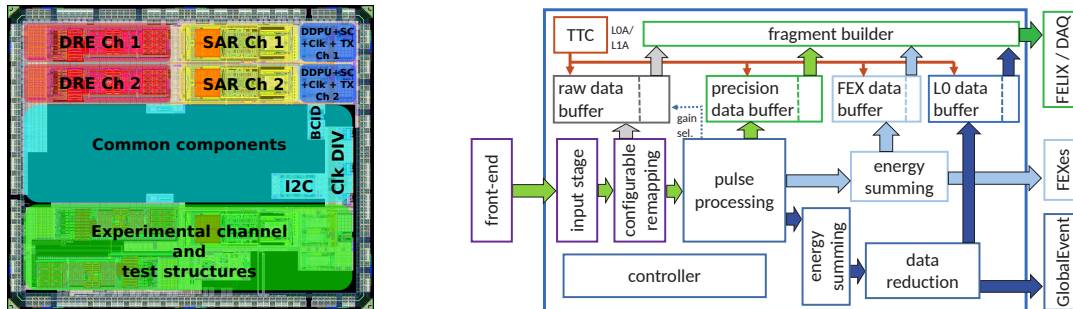 DRE Ch 1
SAR Ch 1
DDPU+SC
+Clk + TX
Ch 1
DRE Ch 2
SAR Ch 2
DDPU+SC
+Clk + TX
Ch 2
BCID
Common components
Clk DIV
I2C
Experimental channel
and
test structures
TTC
L0A/
L1A
fragment builder
raw data
buffer
precision
data buffer
FEX data
buffer
L0 data
buffer
gain
sel.
front-end
input stage
configurable
remapping
pulse
processing
energy
summing
energy
summing
data
reduction
controller
FELIX / DAQ
FEXes
GlobalEvent